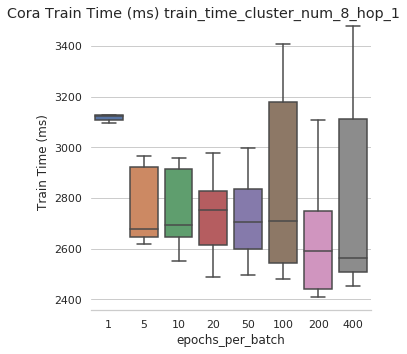 Cora Train Time (ms) train_time_cluster_num_8_hop_1
3400
3200
3000
2800
2600
2400
Train Time (ms)
1 5 10 20 50 100 200 400
epochs_per_batch